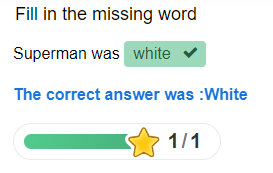 Fill in the missing word
Superman was white ✔
The correct answer was :White
1/1